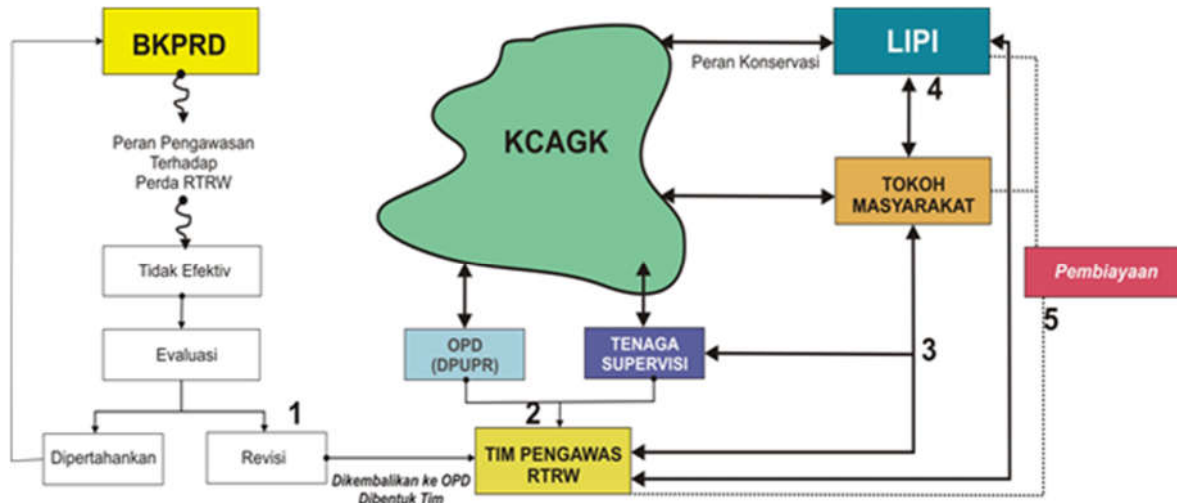 BKPRD
Peran Pengawasan
Terhadap
Perda RTRW
Tidak Efektiv
Evaluasi
1
Dipertahankan
Revisi
Dikembalikan ke OPD
Dibentuk Tim
KCAGK
Peran Konservasi
LIPI
4
TOKOH
MASYARAKAT
Pembiayaan
5
OPD
(DPUPR)
TENAGA
SUPERVISI
3
2
TIM PENGAWAS
RTRW